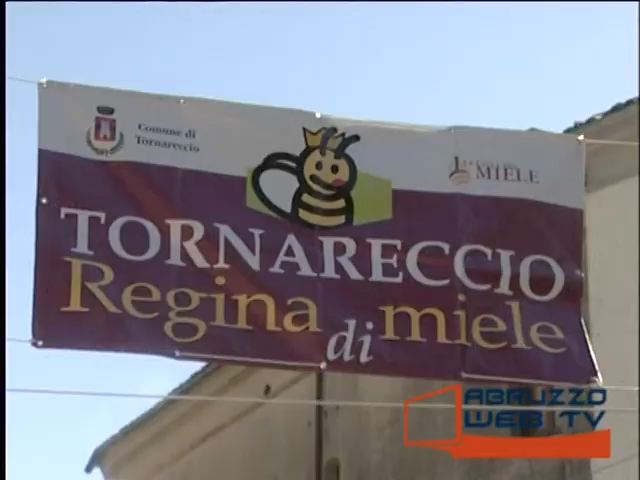 Comune di
Tornareccio
MIELE
TORNARECCIO
Regina di miele
ABRUZZO
WEB TV